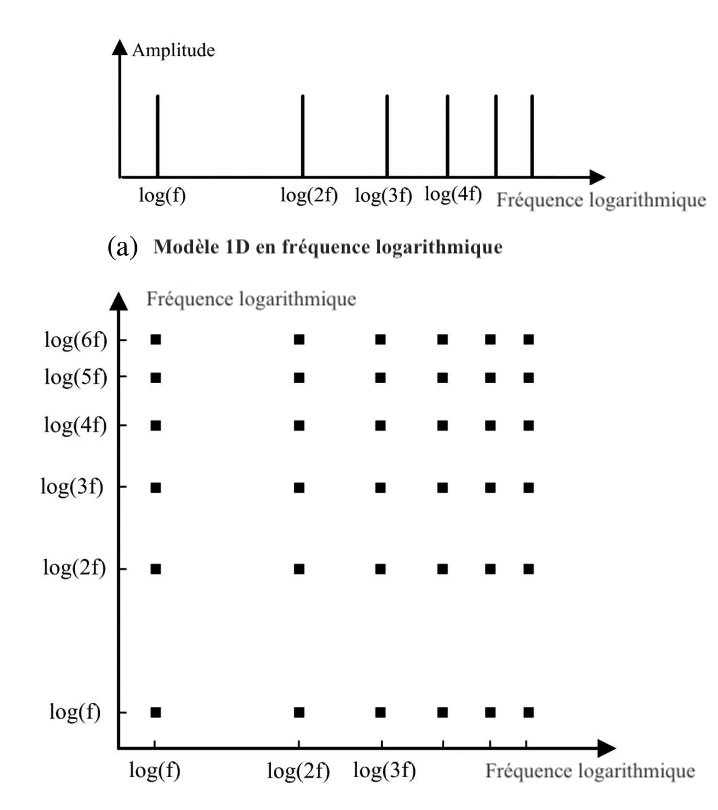 Amplitude
log(f) log(2f) log(3f) log(4f) Fréquence logarithmique
(a) Modèle 1D en fréquence logarithmique
Fréquence logarithmique
log(6f)
log(5f)
log(4f)
log(3f)
log(2f)
log(f)
log(f) log(2f) log(3f) Fréquence logarithmique